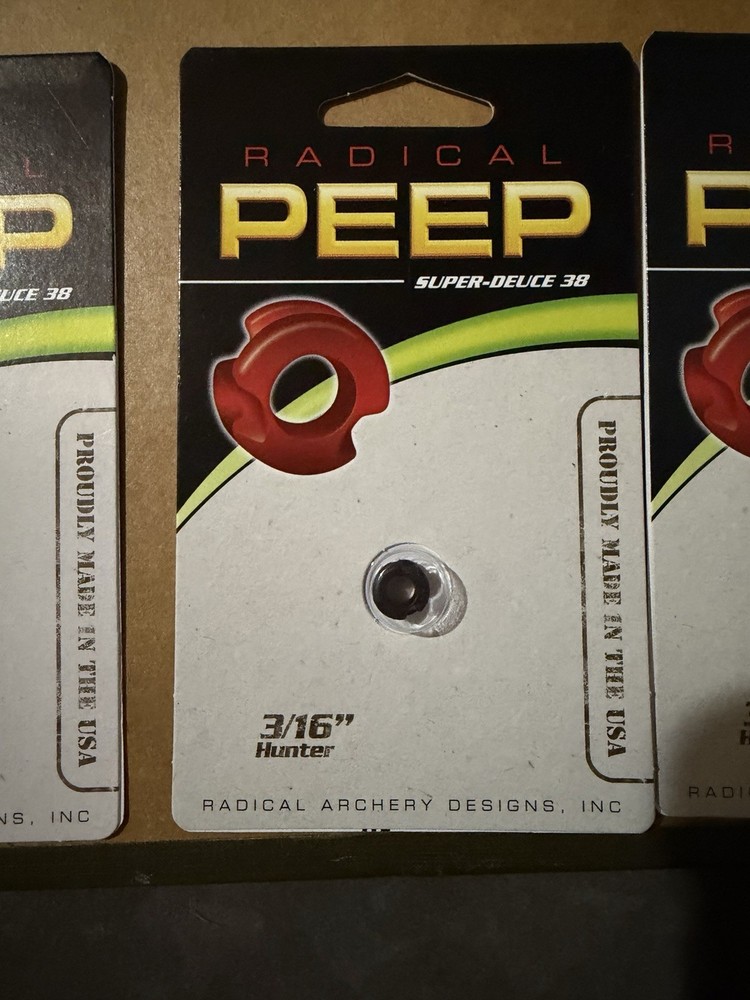 RADICAL
PEEP
SUPER-DEUCE 38
PROUDLY MADE IN THE USA
3/16”
Hunter
RADICAL ARCHERY DESIGNS, INC
L
P
UCE 38
PROUDLY MADE IN THE USA
NS, INC
R
P
H
RADI